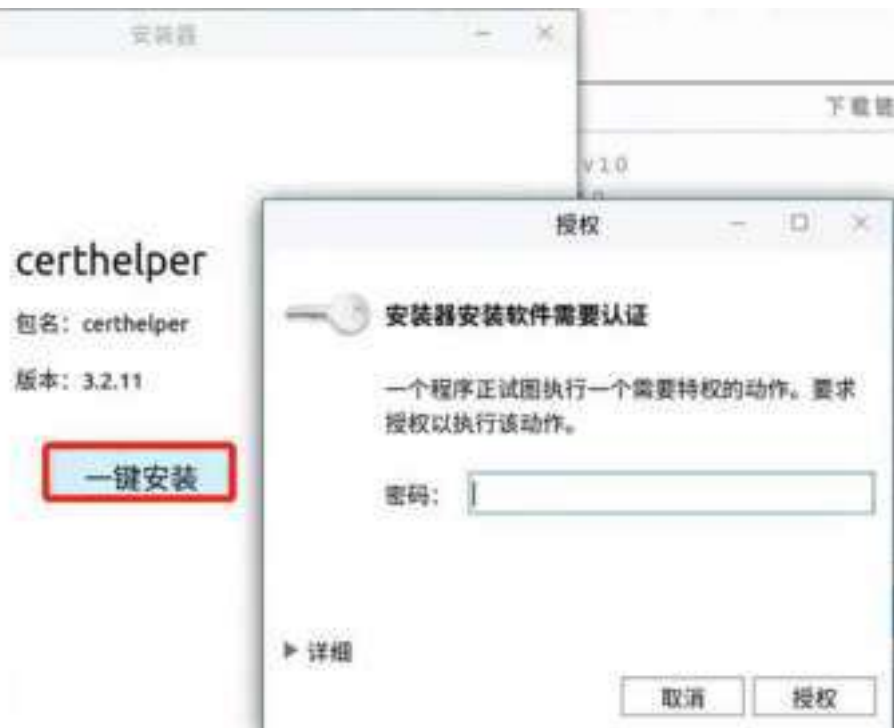 安装器
下载链
v10
certhelper
包名：certhelper
版本：3.2.11
一键安装
授权
安装器安装软件需要认证
一个程序正试图执行一个需要特权的动作。要求
授权以执行该动作。
密码：
详细
取消
授权